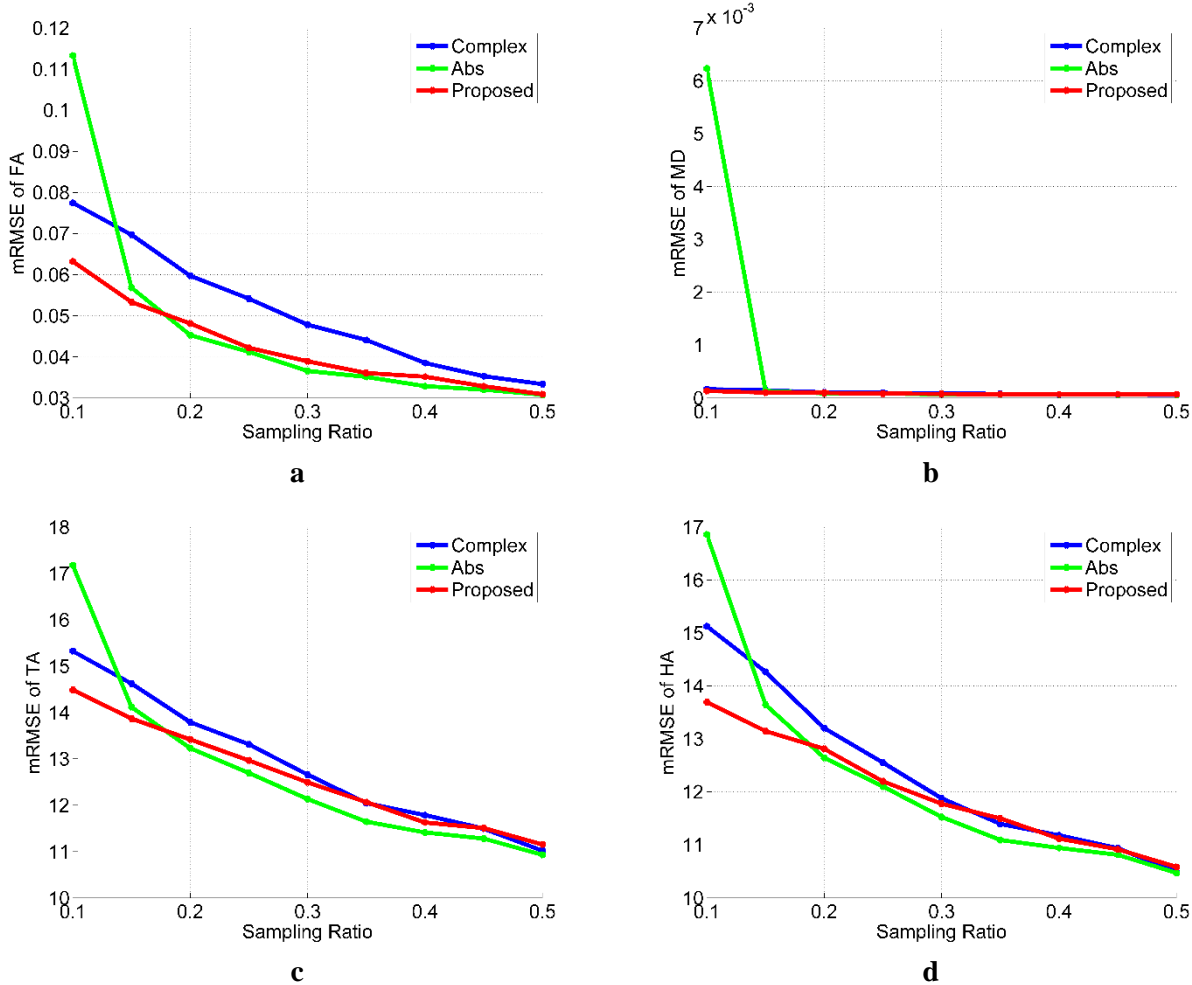 0.12
0.11
0.1
0.09
0.08
0.07
0.06
0.05
0.04
0.03
mRMSE of FA
Complex
Abs
Proposed
0.1 0.2 0.3 0.4 0.5
Sampling Ratio
a
x 10-3
7
6
5
4
3
2
1
0
mRMSE of MD
Complex
Abs
Proposed
0.1 0.2 0.3 0.4 0.5
Sampling Ratio
b
18
17
16
15
14
13
12
11
10
mRMSE of TA
Complex
Abs
Proposed
0.1 0.2 0.3 0.4 0.5
Sampling Ratio
c
17
16
15
14
13
12
11
10
mRMSE of HA
Complex
Abs
Proposed
0.1 0.2 0.3 0.4 0.5
Sampling Ratio
d